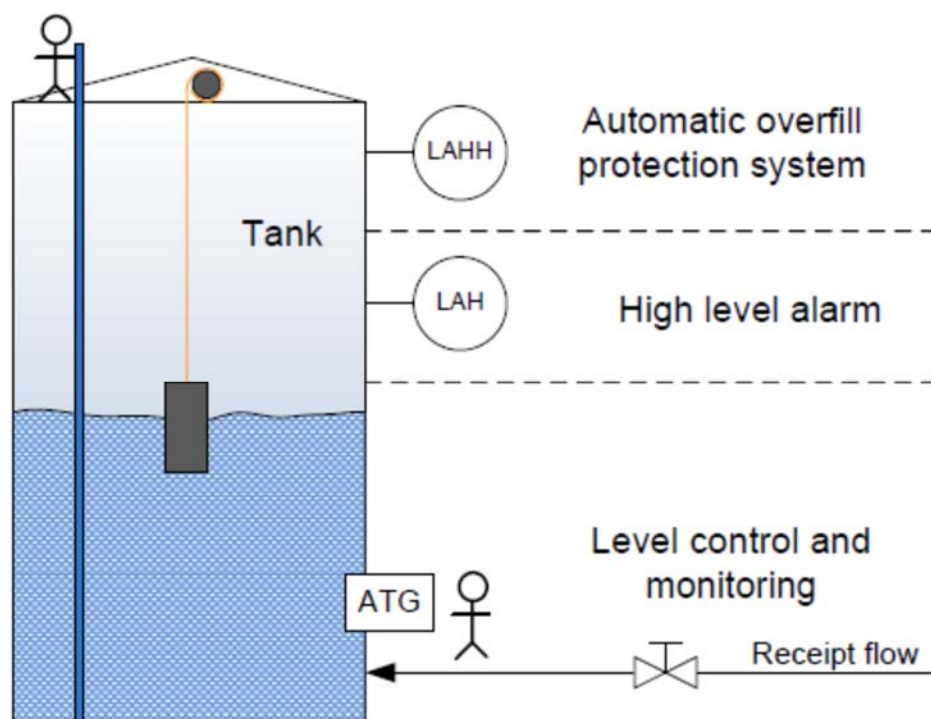 LAHH
Automatic overfill
protection system
Tank
LAH
High level alarm
Level control and
monitoring
ATG
Receipt flow